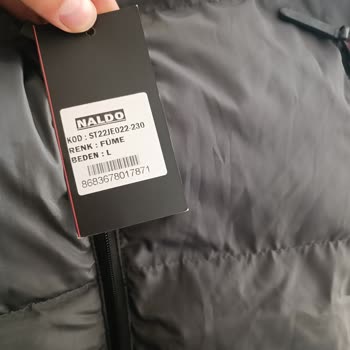 NALDO
KOD : ST22JE022-230
RENK : FÜME
BEDEN : L
8683678017871